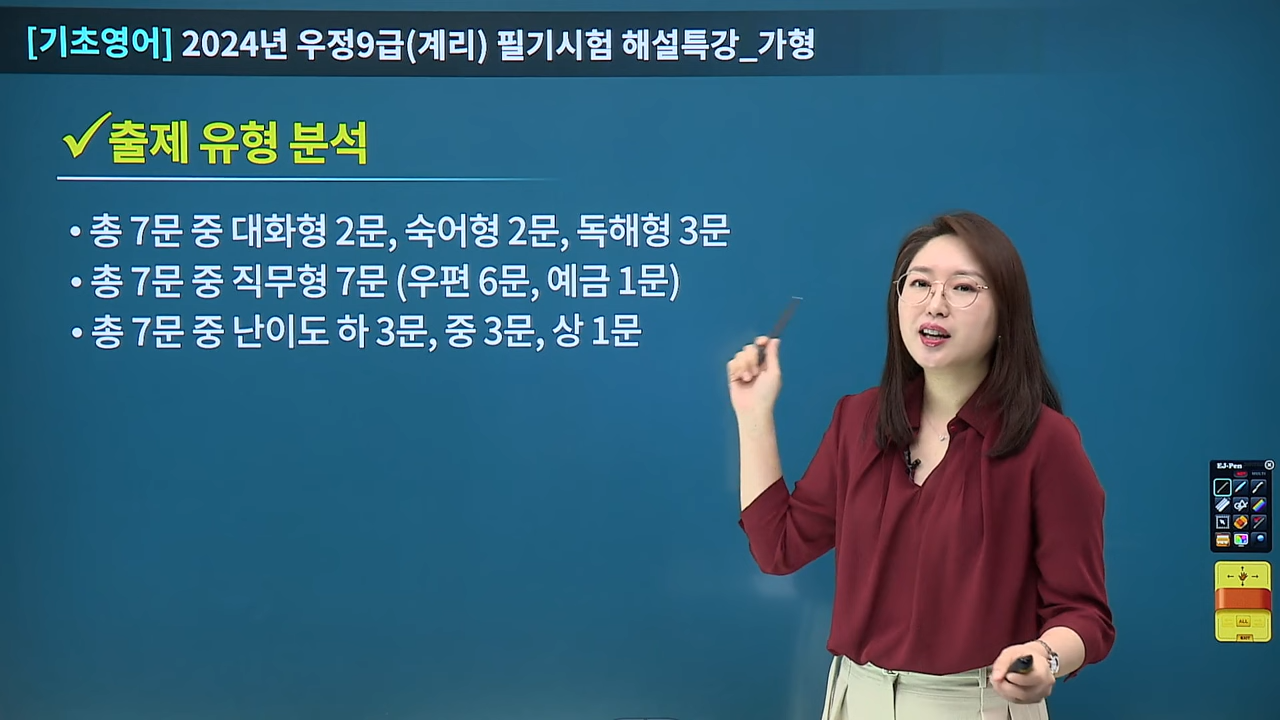 [기초영어] 2024년 우정9급(계리) 필기시험 해설특강_가형
✓출제 유형 분석
• 총 7문 중 대화형 2문, 숙어형 2문, 독해형 3문
• 총 7문 중 직무형 7문 (우편 6문, 예금 1문)
• 총 7문 중 난이도 하 3문, 중 3문, 상 1문
EJ-Pen
ALL